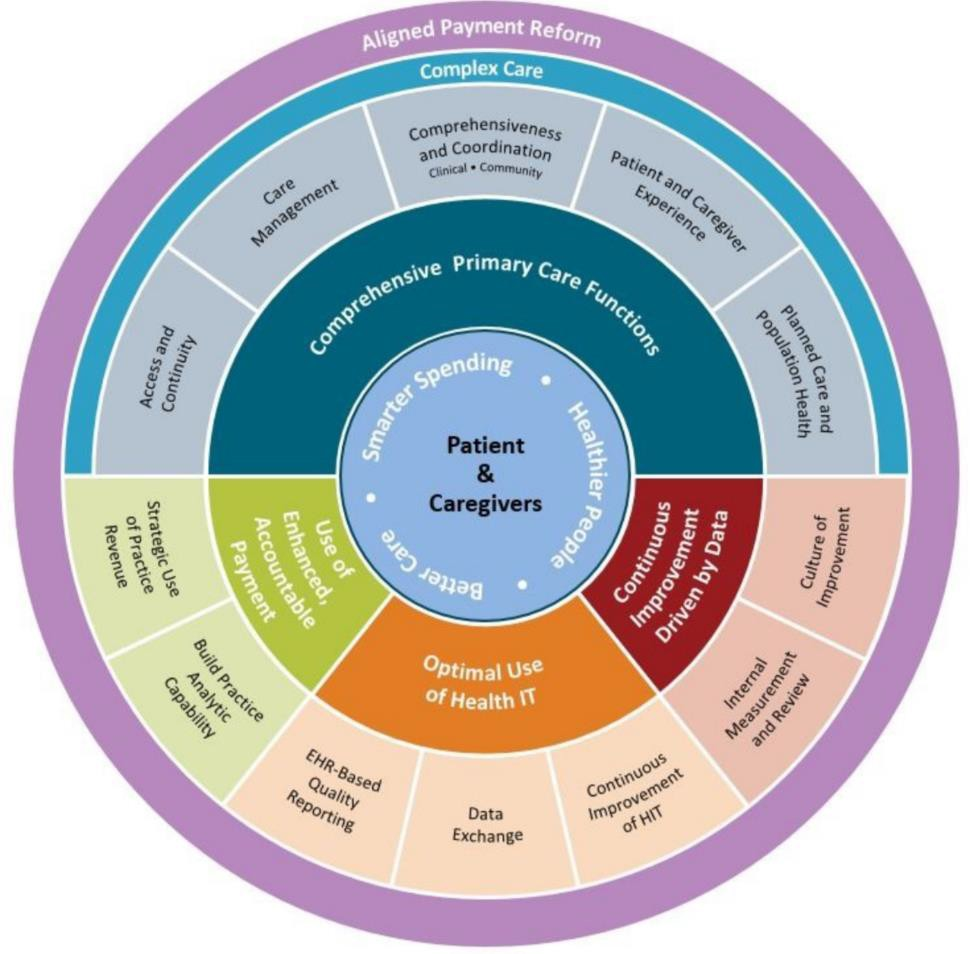 Aligned Payment Reform
Complex Care
Comprehensiveness
and Coordination
Clinical • Community
Care
Management
Patient and Caregiver
Experience
Access and
Continuity
Planned Care and
Population Health
Comprehensive Primary Care Functions
Smarter Spending
•
Healthier People
•
Better Care
•
Patient
&
Caregivers
Use of
Enhanced,
Accountable
Payment
Continuous
Improvement
Driven by Data
Optimal Use
of Health IT
Strategic Use
of Practice
Revenue
Build Practice
Analytic
Capability
EHR-Based
Quality
Reporting
Data
Exchange
Continuous
Improvement
of HIT
Internal
Measurement
and Review
Culture of
Improvement